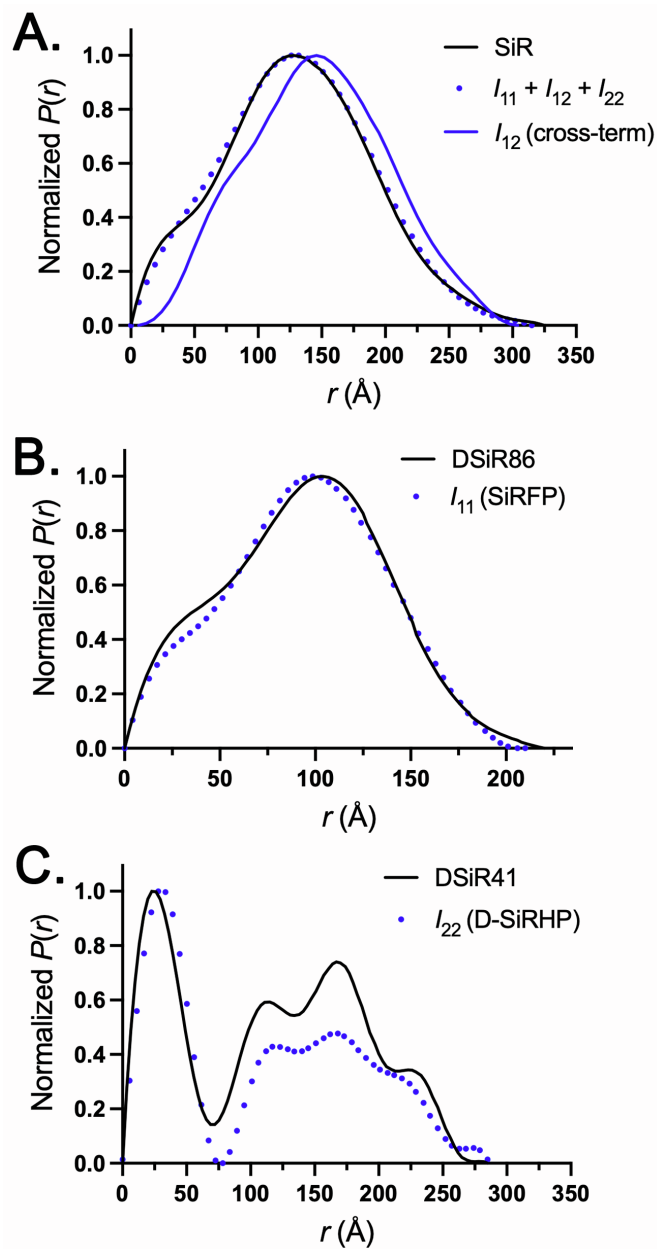 A.
SiR
I11 + I12 + I22
I12 (cross-term)
Normalized P(r)
1.0
0.8
0.6
0.4
0.2
0.0
0 50 100 150 200 250 300 350
r (Å)
B.
DSiR86
I11 (SiRFP)
Normalized P(r)
1.0
0.8
0.6
0.4
0.2
0.0
0 50 100 150 200
r (Å)
C.
DSiR41
I22 (D-SiRHP)
Normalized P(r)
1.0
0.8
0.6
0.4
0.2
0.0
0 50 100 150 200 250 300 350
r (Å)